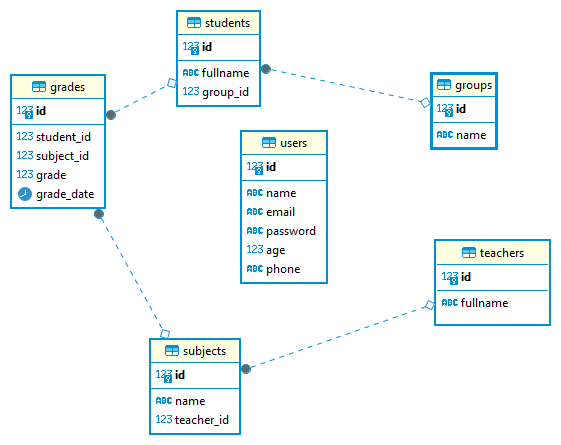 students
123 id
ABC fullname
123 group_id
grades
123 id
123 student_id
123 subject_id
123 grade
grade_date
groups
123 id
ABC name
users
123 id
ABC name
ABC email
ABC password
123 age
ABC phone
teachers
123 id
ABC fullname
subjects
123 id
ABC name
123 teacher_id